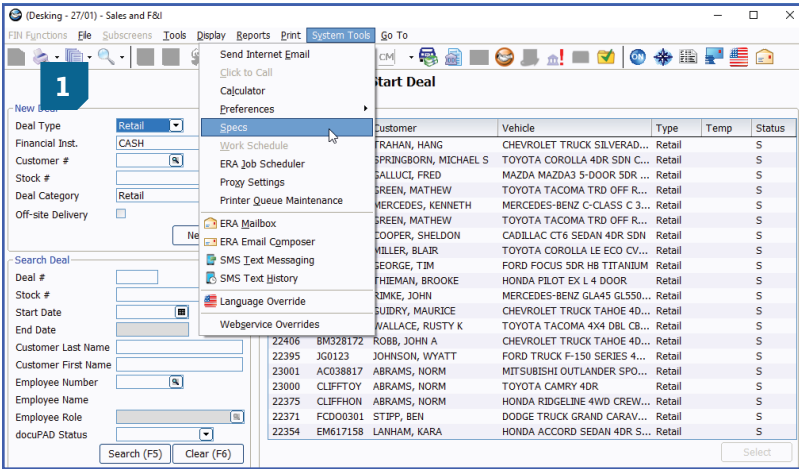 (Desking - 27/01) - Sales and F&I
FIN Functions File Subscreens Tools Display Reports Print System Tools Go To
CM ON
1
Start Deal
New Deal
Deal Type Retail
Financial Inst. CASH
Customer #
Stock #
Deal Category Retail
Off-site Delivery
Ne
Search Deal
Deal #
Stock #
Start Date
End Date
Customer Last Name
Customer First Name
Employee Number
Employee Name
Employee Role
docuPAD Status
Search (F5) Clear (F6)
Send Internet Email
Click to Call
Calculator
Preferences
Specs
Work Schedule
ERA Job Scheduler
Proxy Settings
Printer Queue Maintenance
ERA Mailbox
ERA Email Composer
SMS Text Messaging
SMS Text History
Language Override
Webservice Overrides
Customer Vehicle Type Temp Status
TRAHAN, HANG CHEVROLET TRUCK SILVERAD... Retail S
SPRINGBORN, MICHAEL S TOYOTA COROLLA 4DR SDN C... Retail S
GALLUCI, FRED MAZDA MAZDA3 5-DOOR 5DR ... Retail S
GREEN, MATHEW TOYOTA TACOMA TRD OFF R... Retail S
MERCEDES, KENNETH MERCEDES-BENZ C-CLASS C 3... Retail S
GREEN, MATHEW TOYOTA TACOMA TRD OFF R... Retail S
COOPER, SHELDON CADILLAC CT6 SEDAN 4DR SDN Retail S
MILLER, BLAIR TOYOTA COROLLA LE ECO CV... Retail S
GEORGE, TIM FORD FOCUS 5DR HB TITANIUM Retail S
THIEMAN, BROOKE HONDA PILOT EX L 4 DOOR Retail S
RIMKE, JOHN MERCEDES-BENZ GLA45 GL550... Retail S
GUIDRY, MAURICE CHEVROLET TRUCK TAHOE 4D... Retail S
WALLACE, RUSTY K TOYOTA TACOMA 4X4 DBL CB... Retail S
22406 BM328172 ROBB, JOHN A CHEVROLET TRUCK TAHOE 4D... Retail S
22395 JG0123 JOHNSON, WYATT FORD TRUCK F-150 SERIES 4... Retail S
23001 AC038817 ABRAMS, NORM MITSUBISHI OUTLANDER SPO... Retail S
23000 CLIFFTOY ABRAMS, NORM TOYOTA CAMRY 4DR Retail S
22375 CLIFFHON ABRAMS, NORM HONDA RIDGELINE 4WD CREW... Retail S
22371 FCDO0301 STIPP, BEN DODGE TRUCK GRAND CARAV... Retail S
22354 EM617158 LANHAM, KARA HONDA ACCORD SEDAN 4DR S... Retail S
Select